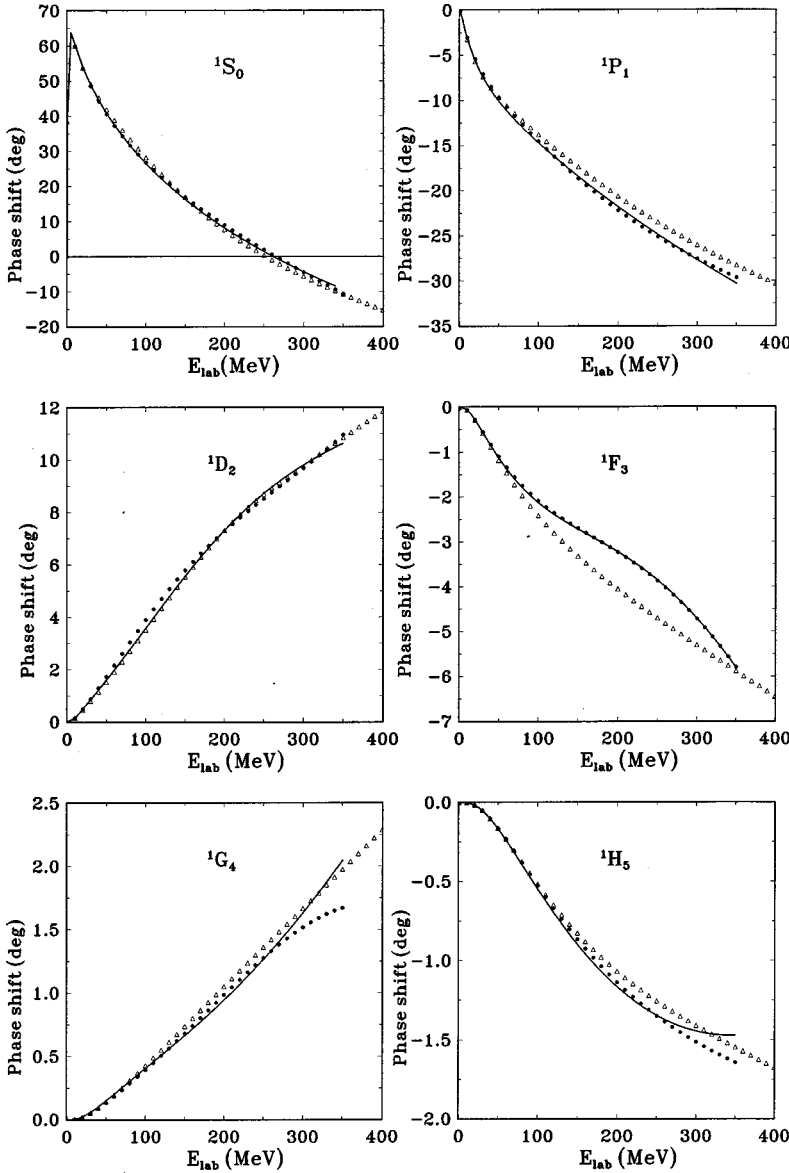 70
60
50
40
30
20
10
0
−10
−20
Phase shift (deg)
¹S₀
0 100 200 300 400
E_lab(MeV)
0
−5
−10
−15
−20
−25
−30
−35
Phase shift (deg)
¹P₁
0 100 200 300 400
E_lab (MeV)
12
10
8
6
4
2
0
Phase shift (deg)
¹D₂
0 100 200 300 400
E_lab (MeV)
0
−1
−2
−3
−4
−5
−6
−7
Phase shift (deg)
¹F₃
0 100 200 300 400
E_lab (MeV)
2.5
2.0
1.5
1.0
0.5
0.0
Phase shift (deg)
¹G₄
0 100 200 300 400
E_lab (MeV)
0.0
−0.5
−1.0
−1.5
−2.0
Phase shift (deg)
¹H₅
0 100 200 300 400
E_lab (MeV)